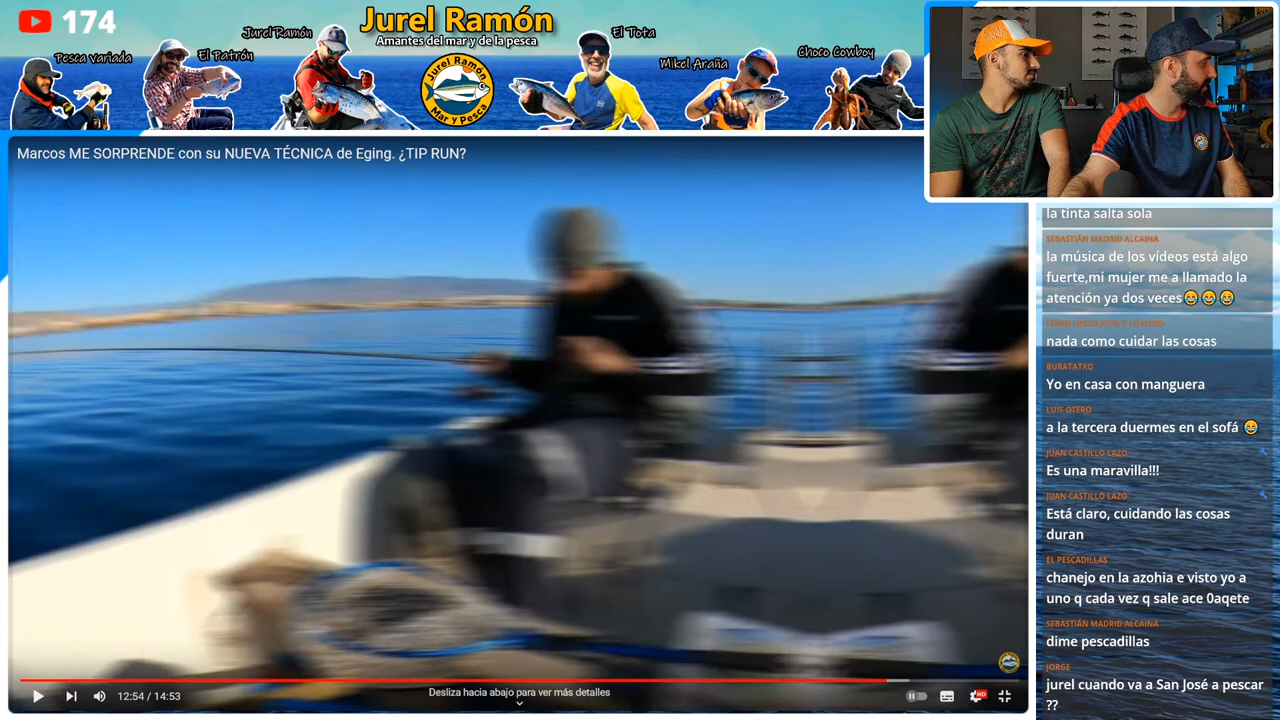 174
Jurel Ramón
Amantes del mar y de la pesca
Pesca variada
El Patrón
Jurel Ramón
El Tota
Mikel Araña
Choco Cowboy
Jurel Ramón
Mar y Pesca
Marcos ME SORPRENDE con su NUEVA TÉCNICA de Eging. ¿TIP RUN?
la tinta salta sola
SEBASTIÁN MADRID ALCAINA
la música de los vídeos está algo
fuerte,mi mujer me a llamado la
atención ya dos veces😂😂😂
nada como cuidar las cosas
BURATATXO
Yo en casa con manguera
LUIS OTERO
a la tercera duermes en el sofá 😂
JUAN CASTILLO LAZO
Es una maravilla!!!
JUAN CASTILLO LAZO
Está claro, cuidando las cosas
duran
EL PESCADILLAS
chanejo en la azohia e visto yo a
uno q cada vez q sale ace 0aqete
SEBASTIÁN MADRID ALCAINA
dime pescadillas
JORGE
jurel cuando va a San José a pescar
??
12:54 / 14:53
Desliza hacia abajo para ver más detalles
HD